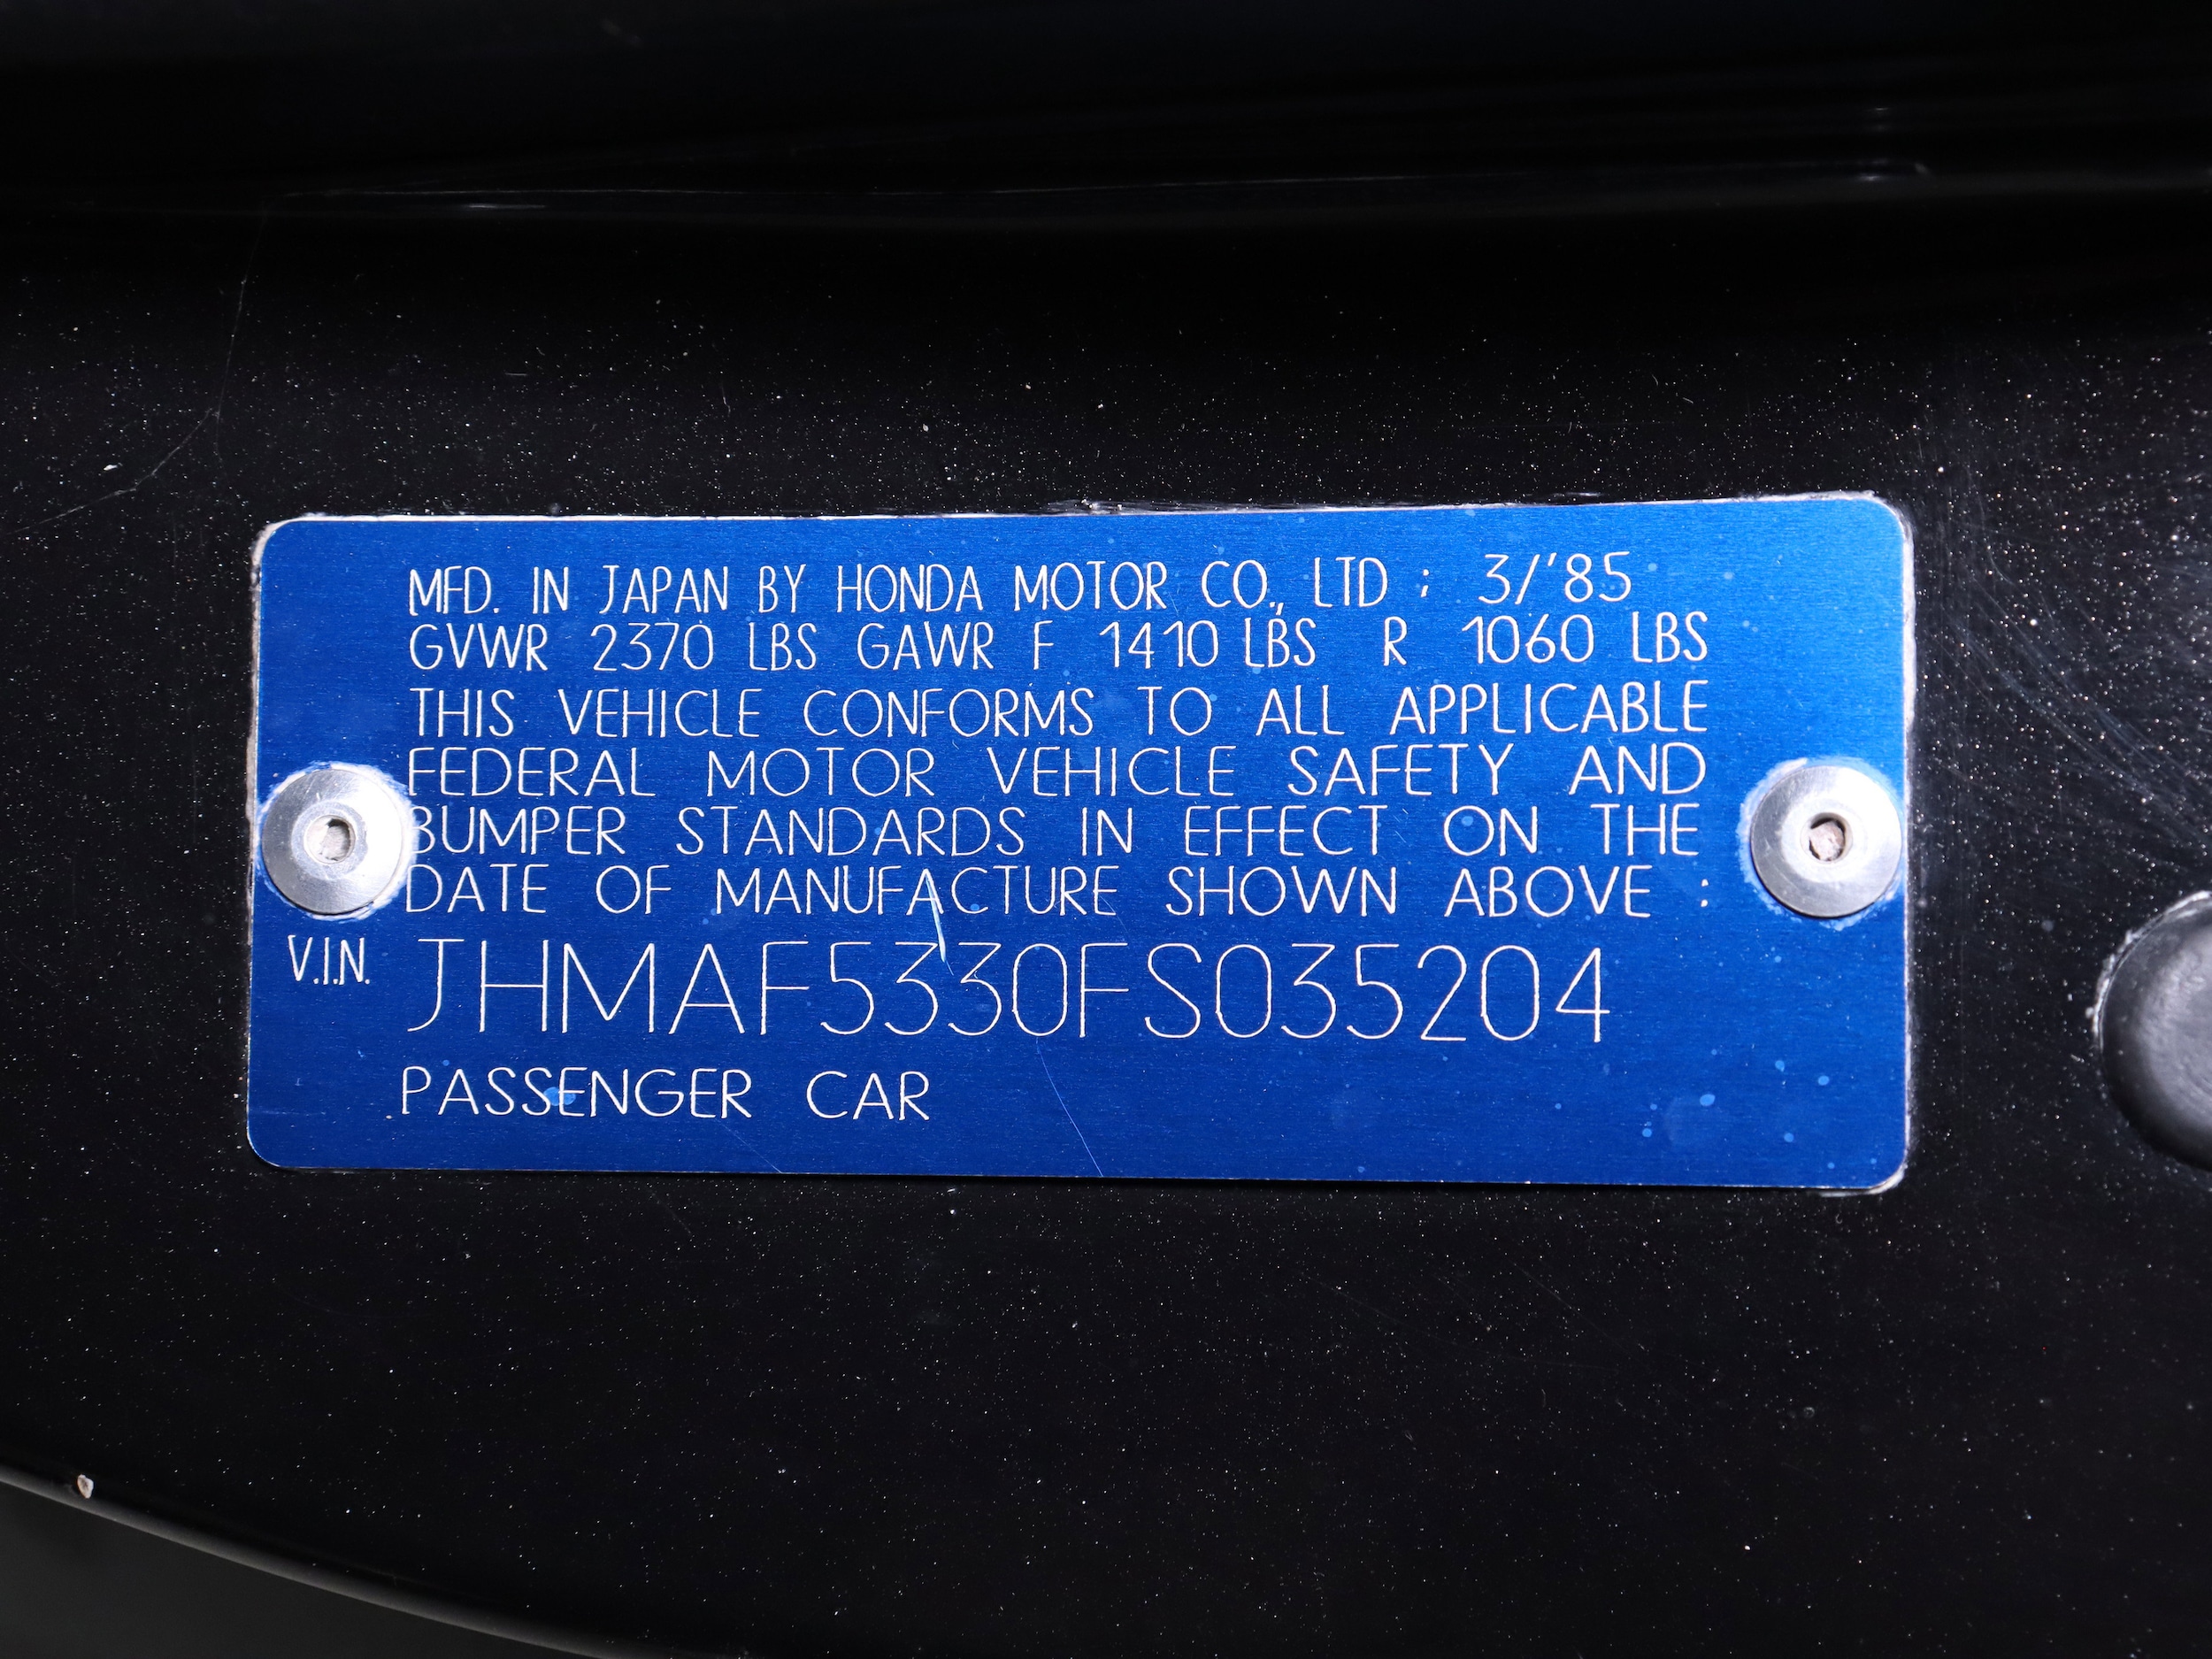 MFD. IN JAPAN BY HONDA MOTOR CO., LTD ; 3/'85
GVWR 2370 LBS GAWR F 1410 LBS R 1060 LBS
THIS VEHICLE CONFORMS TO ALL APPLICABLE
FEDERAL MOTOR VEHICLE SAFETY AND
BUMPER STANDARDS IN EFFECT ON THE
DATE OF MANUFACTURE SHOWN ABOVE :
V.I.N. JHMAF5330FS035204
PASSENGER CAR